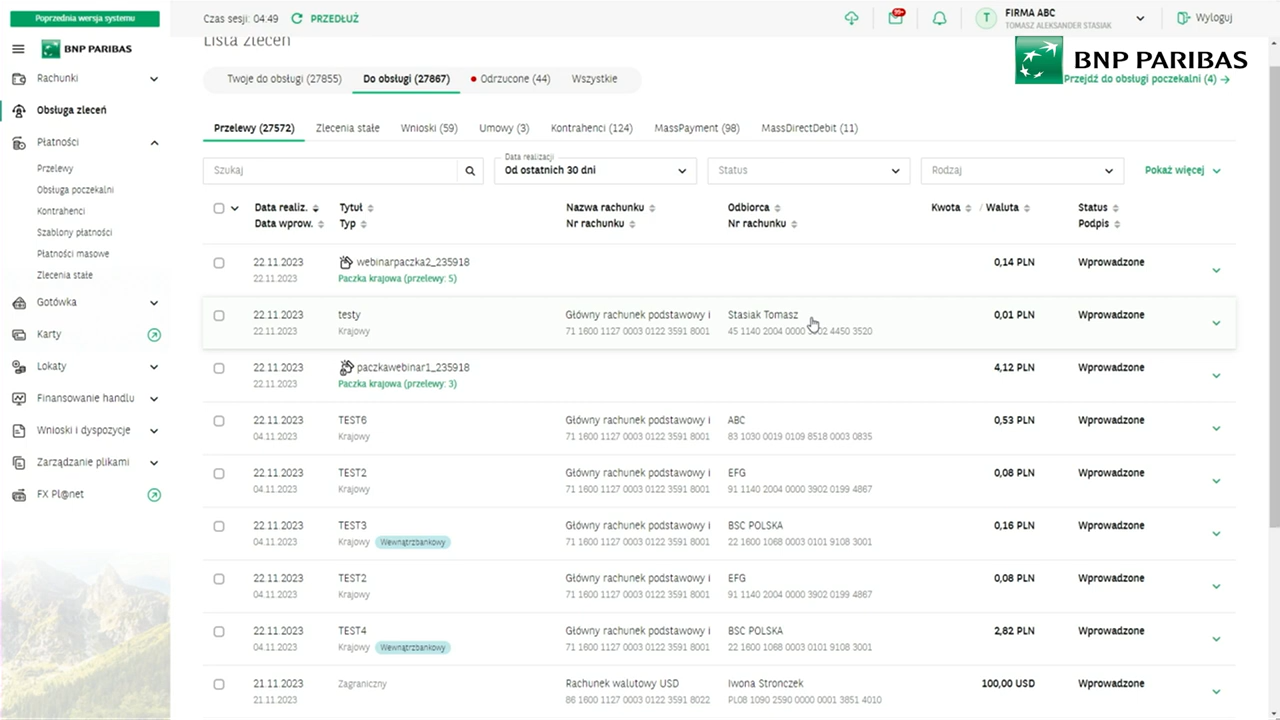 Poprzednia wersja systemu
Czas sesji: 04:49 PRZEDŁUŻ
99+
T FIRMA ABC
TOMASZ ALEKSANDER STASIAK
Wyloguj
BNP PARIBAS
BNP PARIBAS
Rachunki
Obsługa zleceń
Płatności
Przelewy
Obsługa poczekalni
Kontrahenci
Szablony płatności
Płatności masowe
Zlecenia stałe
Gotówka
Karty
Lokaty
Finansowanie handlu
Wnioski i dyspozycje
Zarządzanie plikami
FX Pl@net
Lista zleceń
Przejdź do obsługi poczekalni (4)
Twoje do obsługi (27855) Do obsługi (27867) Odrzucone (44) Wszystkie
Przelewy (27572) Zlecenia stałe Wnioski (59) Umowy (3) Kontrahenci (124) MassPayment (98) MassDirectDebit (11)
Data realizacji
Szukaj Od ostatnich 30 dni Status Rodzaj Pokaż więcej
Data realiz. Tytuł Nazwa rachunku Odbiorca Kwota / Waluta Status
Data wprow. Typ Nr rachunku Nr rachunku Podpis
22.11.2023 webinarpaczka2_235918 0,14 PLN Wprowadzone
22.11.2023 Paczka krajowa (przelewy: 5)
22.11.2023 testy Główny rachunek podstawowy i Stasiak Tomasz 0,01 PLN Wprowadzone
22.11.2023 Krajowy 71 1600 1127 0003 0122 3591 8001 45 1140 2004 0000 02 4450 3520
22.11.2023 paczkawebinar1_235918 4,12 PLN Wprowadzone
22.11.2023 Paczka krajowa (przelewy: 3)
22.11.2023 TEST6 Główny rachunek podstawowy i ABC 0,53 PLN Wprowadzone
04.11.2023 Krajowy 71 1600 1127 0003 0122 3591 8001 83 1030 0019 0109 8518 0003 0835
22.11.2023 TEST2 Główny rachunek podstawowy i EFG 0,08 PLN Wprowadzone
04.11.2023 Krajowy 71 1600 1127 0003 0122 3591 8001 91 1140 2004 0000 3902 0199 4867
22.11.2023 TEST3 Główny rachunek podstawowy i BSC POLSKA 0,16 PLN Wprowadzone
04.11.2023 Krajowy Wewnątrzbankowy 71 1600 1127 0003 0122 3591 8001 22 1600 1068 0003 0101 9108 3001
22.11.2023 TEST2 Główny rachunek podstawowy i EFG 0,08 PLN Wprowadzone
04.11.2023 Krajowy 71 1600 1127 0003 0122 3591 8001 91 1140 2004 0000 3902 0199 4867
22.11.2023 TEST4 Główny rachunek podstawowy i BSC POLSKA 2,82 PLN Wprowadzone
04.11.2023 Krajowy Wewnątrzbankowy 71 1600 1127 0003 0122 3591 8001 22 1600 1068 0003 0101 9108 3001
21.11.2023 Zagraniczny Rachunek walutowy USD Iwona Stronczek 100,00 USD Wprowadzone
21.11.2023 86 1600 1127 0003 0122 3591 8022 PL08 1090 2590 0000 0001 3851 4010